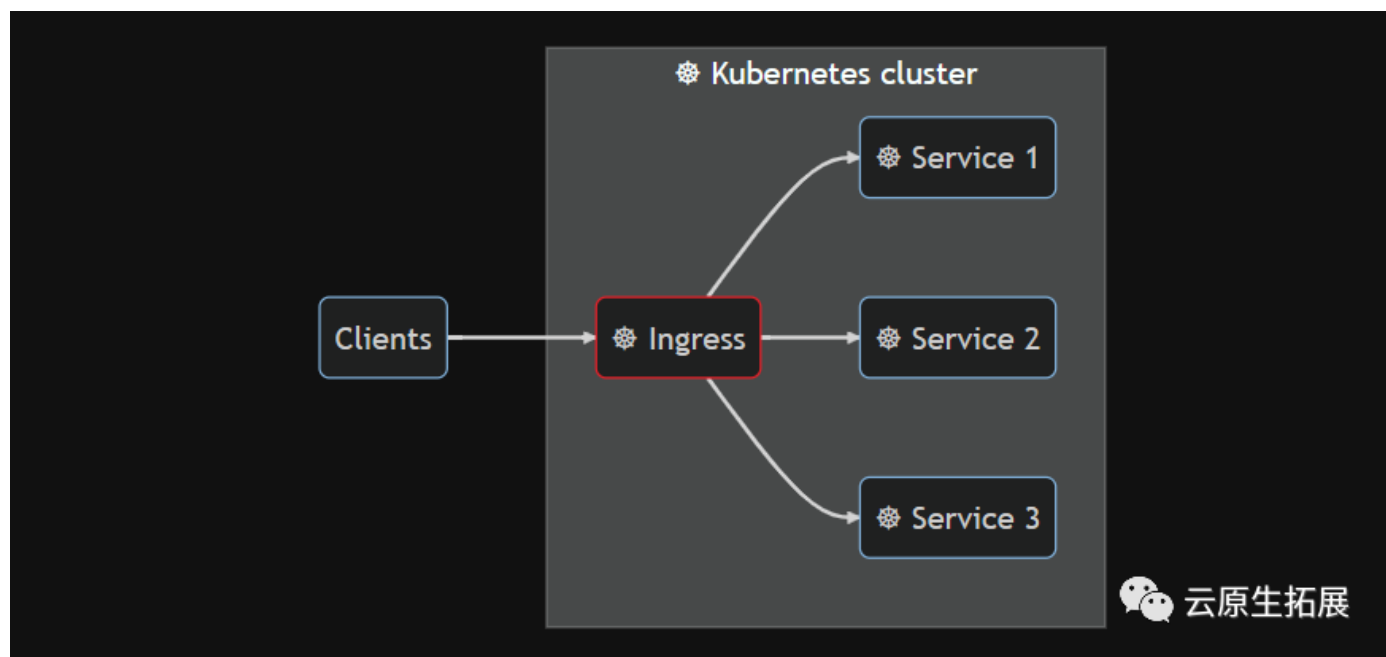 ☸ Kubernetes cluster
☸ Service 1
Clients
☸ Ingress
☸ Service 2
☸ Service 3
云原生拓展